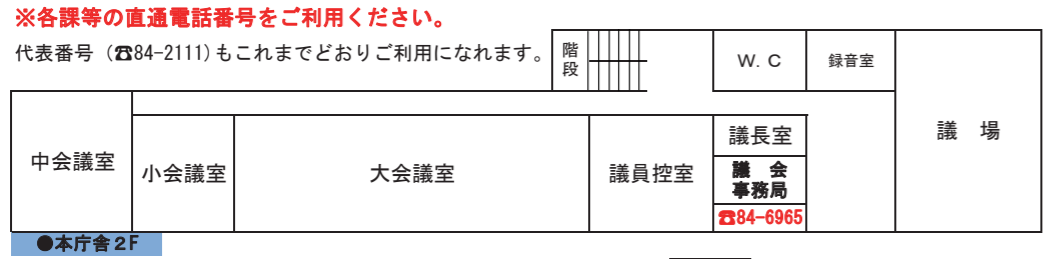 ※各課等の直通電話番号をご利用ください。
代表番号（☎84-2111)もこれまでどおりご利用になれます。
階段
W．C
録音室
議　場
中会議室
小会議室
大会議室
議員控室
議長室
議　会
事務局
☎84-6965
●本庁舎２F